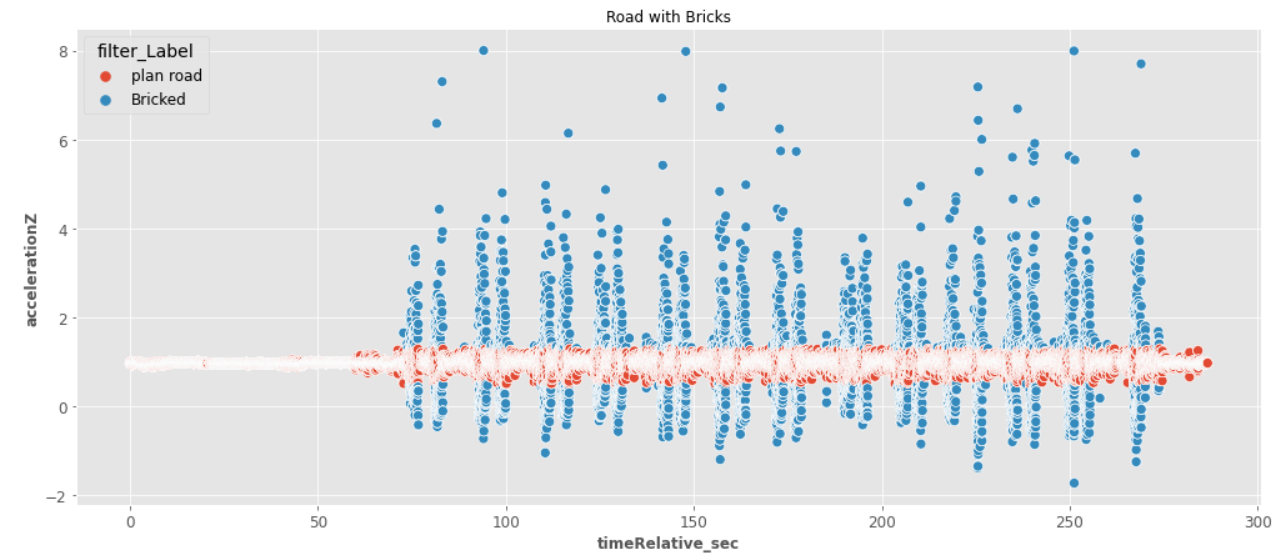 Road with Bricks
filter_Label
plan road
Bricked
8
6
4
2
0
−2
accelerationZ
0 50 100 150 200 250 300
timeRelative_sec